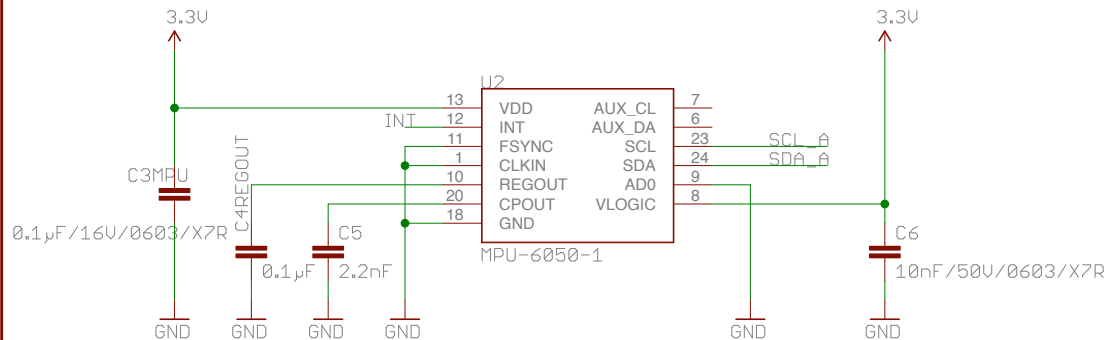 3.3V
3.3V
U2
13 VDD AUX_CL 7
INT 12 INT AUX_DA 6
11 FSYNC SCL 23 SCL_A
1 CLKIN SDA 24 SDA_A
10 REGOUT AD0 9
20 CPOUT VLOGIC 8
18 GND
MPU-6050-1
C3MPU
0.1µF/16V/0603/X7R
C4REGOUT
0.1µF
C5
2.2nF
C6
10nF/50V/0603/X7R
GND GND GND GND GND GND